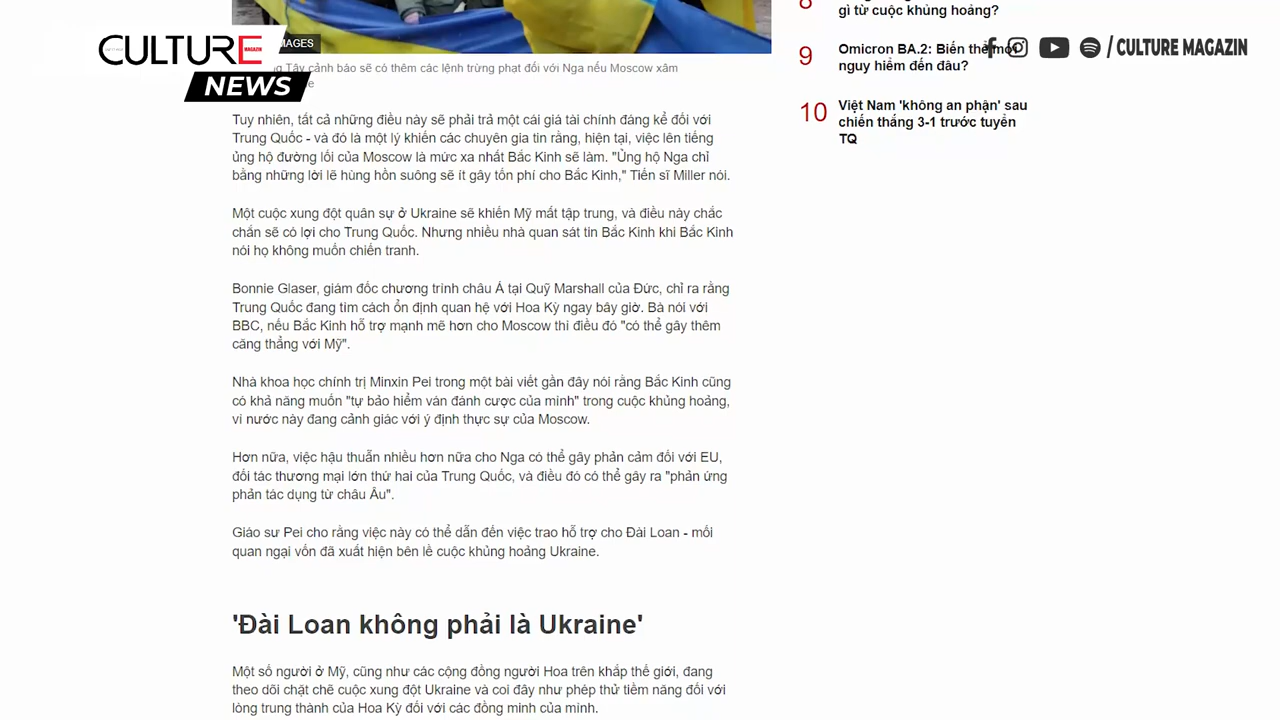 CULTURE
MAGAZIN
NEWS
MAGES
Tây cảnh báo sẽ có thêm các lệnh trừng phạt đối với Nga nếu Moscow xâm
Tuy nhiên, tất cả những điều này sẽ phải trả một cái giá tài chính đáng kể đối với
Trung Quốc - và đó là một lý khiến các chuyên gia tin rằng, hiện tại, việc lên tiếng
ủng hộ đường lối của Moscow là mức xa nhất Bắc Kinh sẽ làm. "Ủng hộ Nga chỉ
bằng những lời lẽ hùng hồn suông sẽ ít gây tốn phí cho Bắc Kinh," Tiến sĩ Miller nói.
Một cuộc xung đột quân sự ở Ukraine sẽ khiến Mỹ mất tập trung, và điều này chắc
chắn sẽ có lợi cho Trung Quốc. Nhưng nhiều nhà quan sát tin Bắc Kinh khi Bắc Kinh
nói họ không muốn chiến tranh.
Bonnie Glaser, giám đốc chương trình châu Á tại Quỹ Marshall của Đức, chỉ ra rằng
Trung Quốc đang tìm cách ổn định quan hệ với Hoa Kỳ ngay bây giờ. Bà nói với
BBC, nếu Bắc Kinh hỗ trợ mạnh mẽ hơn cho Moscow thì điều đó "có thể gây thêm
căng thẳng với Mỹ".
Nhà khoa học chính trị Minxin Pei trong một bài viết gần đây nói rằng Bắc Kinh cũng
có khả năng muốn "tự bảo hiểm ván đánh cược của mình" trong cuộc khủng hoảng,
vì nước này đang cảnh giác với ý định thực sự của Moscow.
Hơn nữa, việc hậu thuẫn nhiều hơn nữa cho Nga có thể gây phản cảm đối với EU,
đối tác thương mại lớn thứ hai của Trung Quốc, và điều đó có thể gây ra "phản ứng
phản tác dụng từ châu Âu".
Giáo sư Pei cho rằng việc này có thể dẫn đến việc trao hỗ trợ cho Đài Loan - mối
quan ngại vốn đã xuất hiện bên lề cuộc khủng hoảng Ukraine.
'Đài Loan không phải là Ukraine'
Một số người ở Mỹ, cũng như các cộng đồng người Hoa trên khắp thế giới, đang
theo dõi chặt chẽ cuộc xung đột Ukraine và coi đây như phép thử tiềm năng đối với
lòng trung thành của Hoa Kỳ đối với các đồng minh của mình.
8
gì từ cuộc khủng hoảng?
9
Omicron BA.2: Biến thể mới
nguy hiểm đến đâu?
10
Việt Nam 'không an phận' sau
chiến thắng 3-1 trước tuyển
TQ
/ CULTURE MAGAZIN